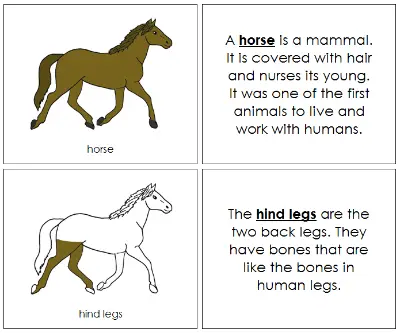 A horse is a mammal.
It is covered with hair
and nurses its young.
It was one of the first
animals to live and
work with humans.
horse
The hind legs are the
two back legs. They
have bones that are
like the bones in
human legs.
hind legs